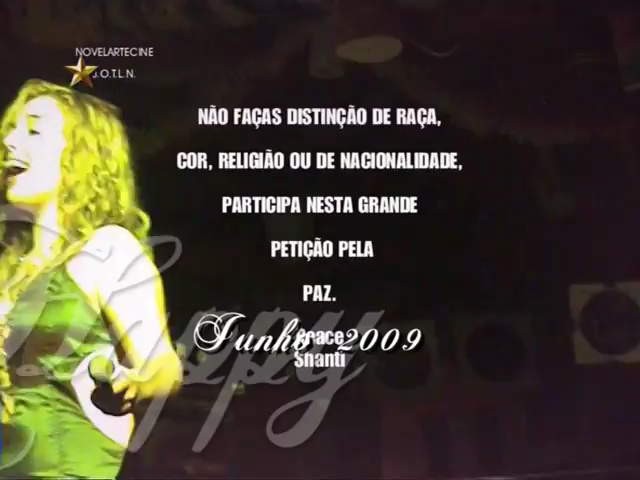 NOVELARTECINE
J.O.T.L.N.
NÃO FAÇAS DISTINÇÃO DE RAÇA,
COR, RELIGIÃO OU DE NACIONALIDADE,
PARTICIPA NESTA GRANDE
PETIÇÃO PELA
PAZ.
Junho 2009
Peace
Shanti
Happy